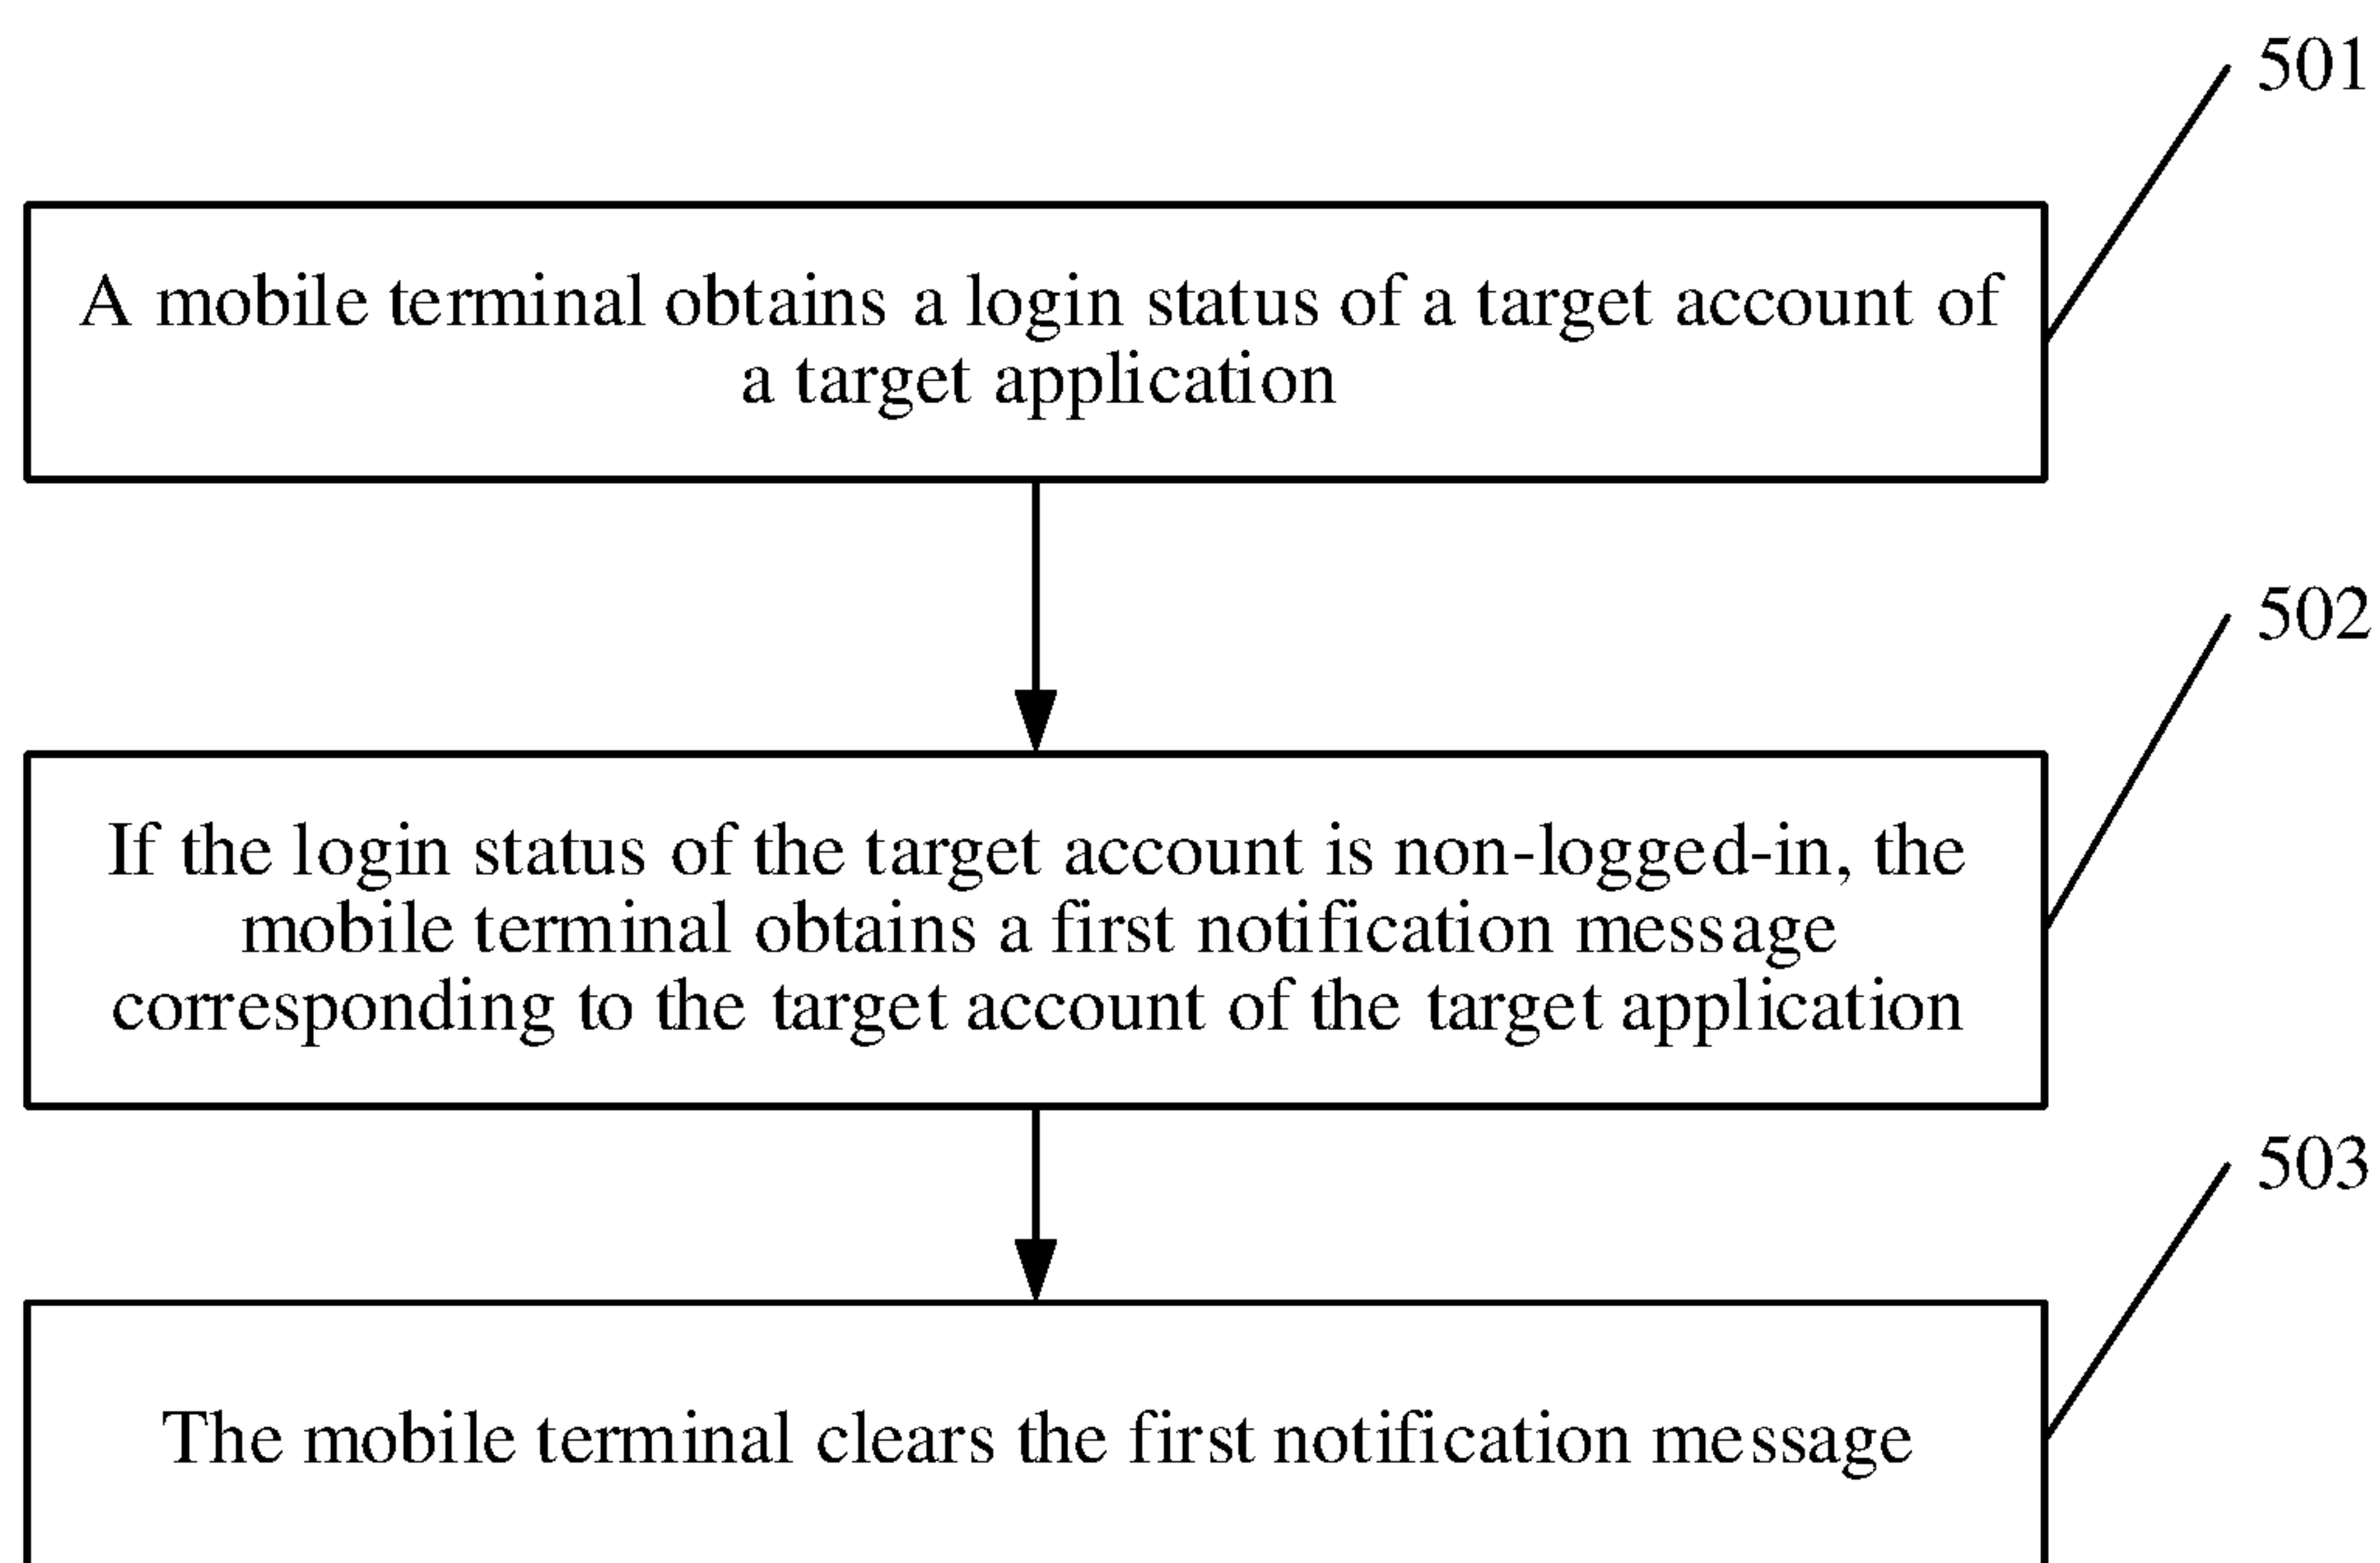 501
A mobile terminal obtains a login status of a target account of
a target application
502
If the login status of the target account is non-logged-in, the
mobile terminal obtains a first notification message
corresponding to the target account of the target application
503
The mobile terminal clears the first notification message